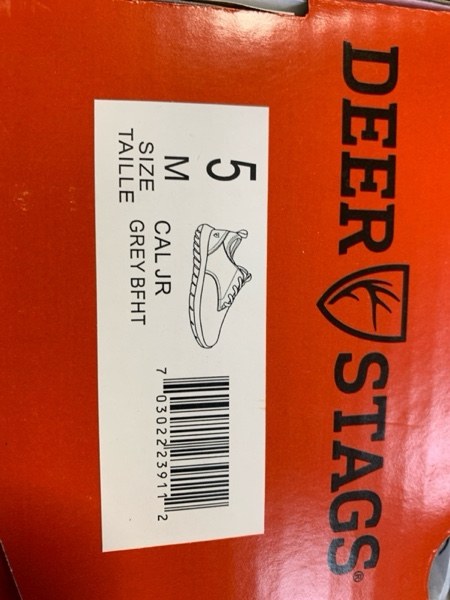 DEER STAGS®
5
M
SIZE
TAILLE
CAL JR
GREY BFHT
7 03022 23911 2